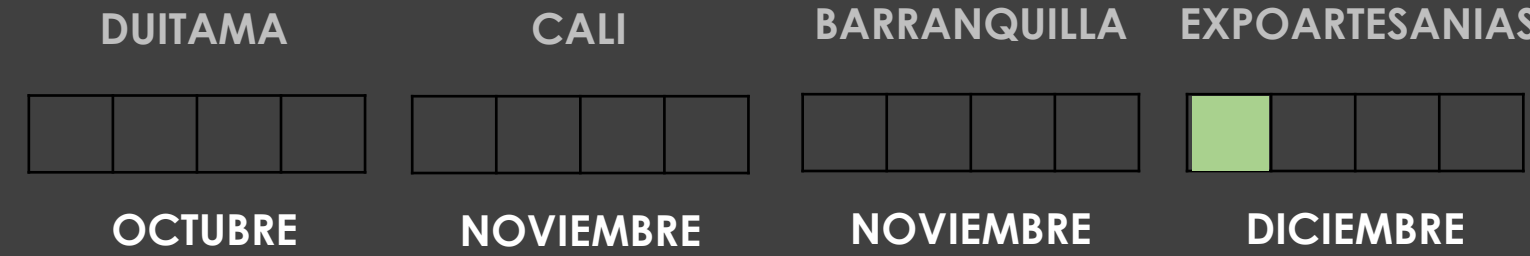 DUITAMA CALI BARRANQUILLA EXPOARTESANIAS
OCTUBRE NOVIEMBRE NOVIEMBRE DICIEMBRE